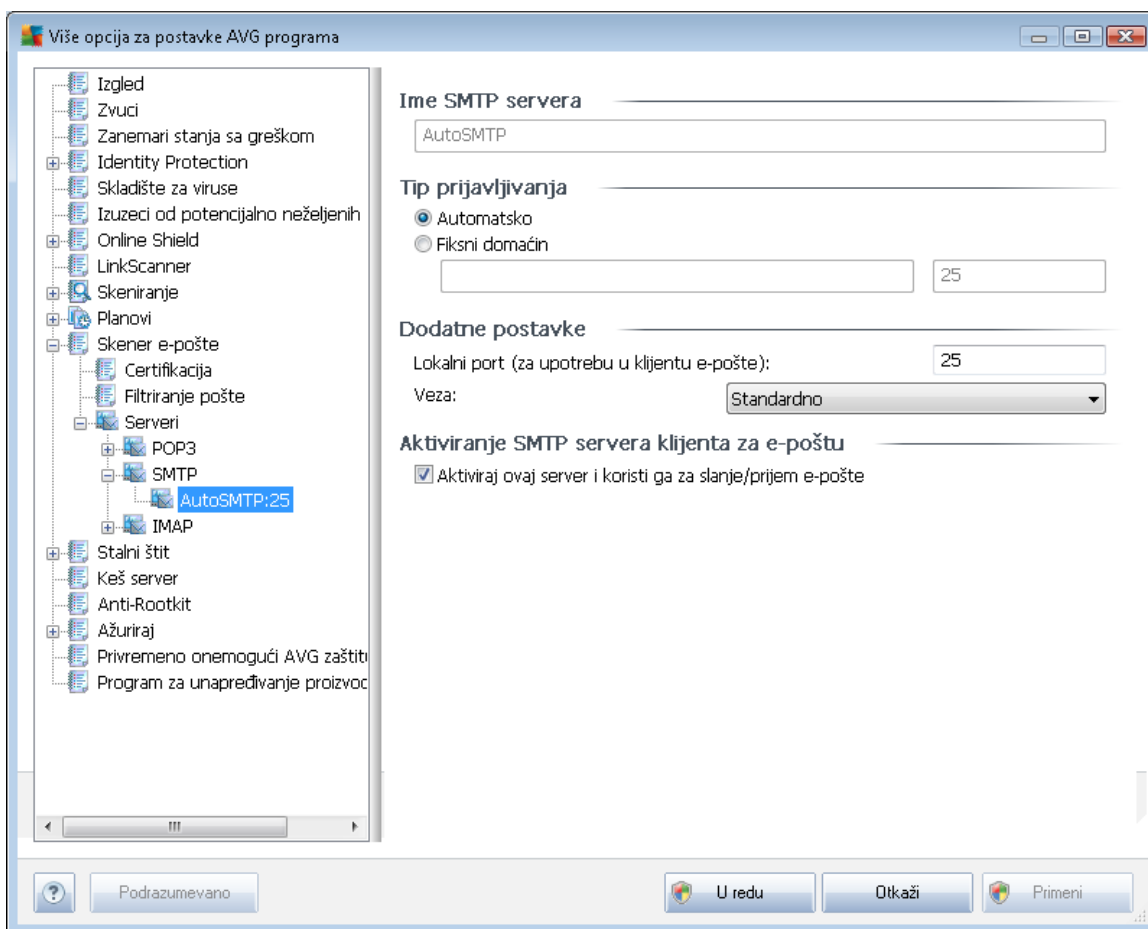 Više opcija za postavke AVG programa
Izgled
Zvuci
Zanemari stanja sa greškom
Identity Protection
Skladište za viruse
Izuzeci od potencijalno neželjenih
Online Shield
LinkScanner
Skeniranje
Planovi
Skener e-pošte
Certifikacija
Filtriranje pošte
Serveri
POP3
SMTP
AutoSMTP:25
IMAP
Stalni štit
Keš server
Anti-Rootkit
Ažuriraj
Privremeno onemogući AVG zaštitu
Program za unapređivanje proizvod
Ime SMTP servera
AutoSMTP
Tip prijavljivanja
Automatsko
Fiksni domaćin
25
Dodatne postavke
Lokalni port (za upotrebu u klijentu e-pošte):
25
Veza:
Standardno
Aktiviranje SMTP servera klijenta za e-poštu
Aktiviraj ovaj server i koristi ga za slanje/prijem e-pošte
?
Podrazumevano
U redu
Otkaži
Primeni